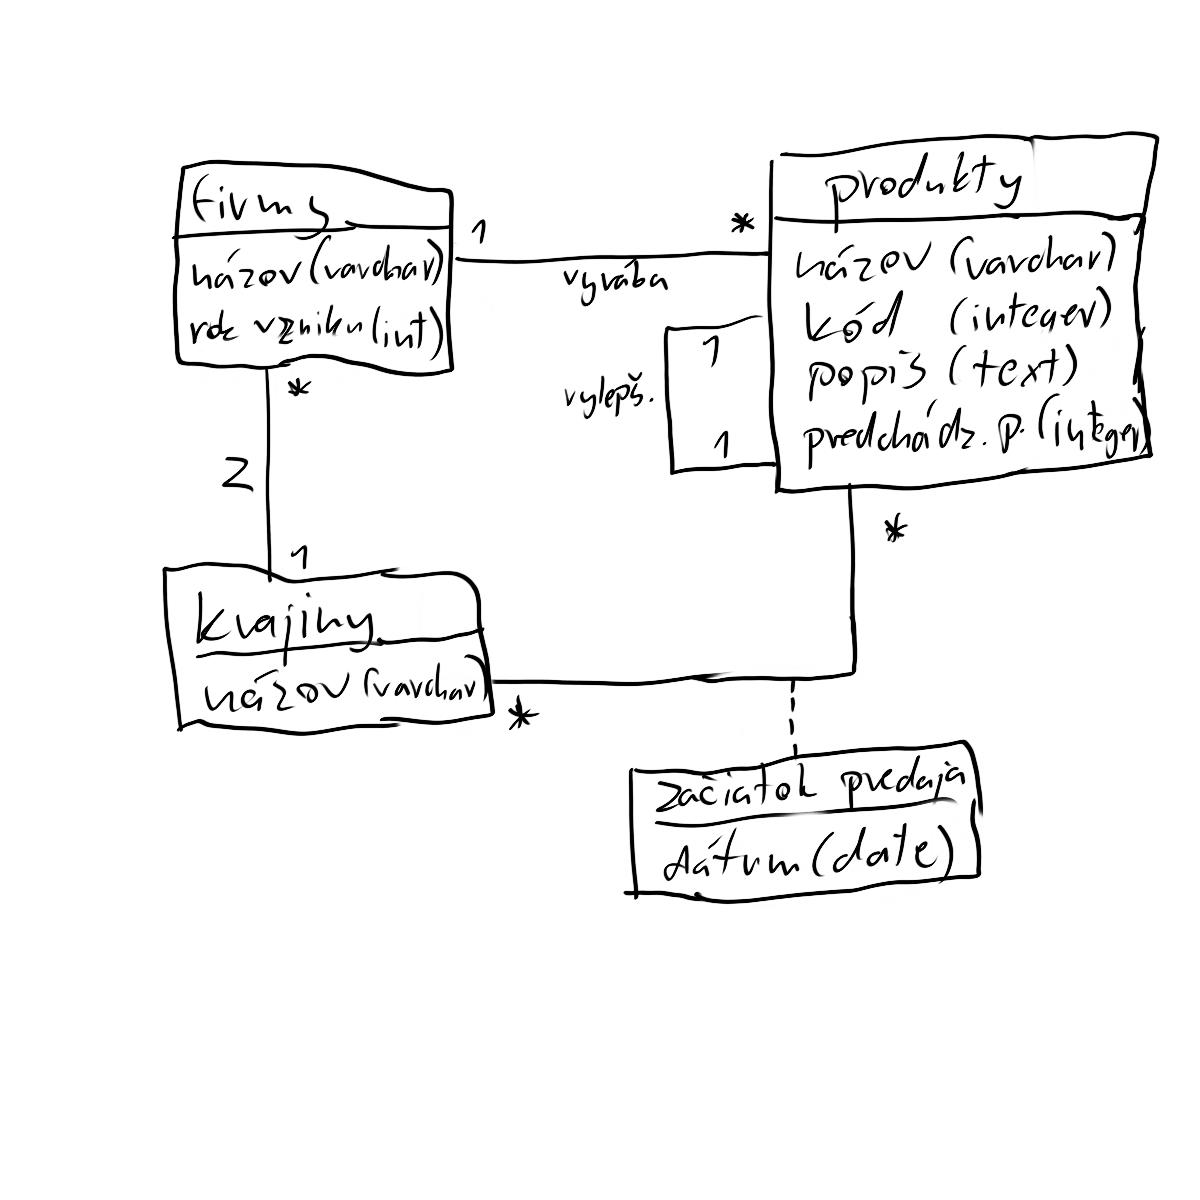 firmy
názov (varchar)
rok vzniku (int)
*
1
vyrába
*
produkty
názov (varchar)
kód (integer)
popis (text)
predchádz. p. (integer)
1
vylepš.
1
*
z
1
krajiny
názov (varchar)
*
začiatok predaja
dátum (date)